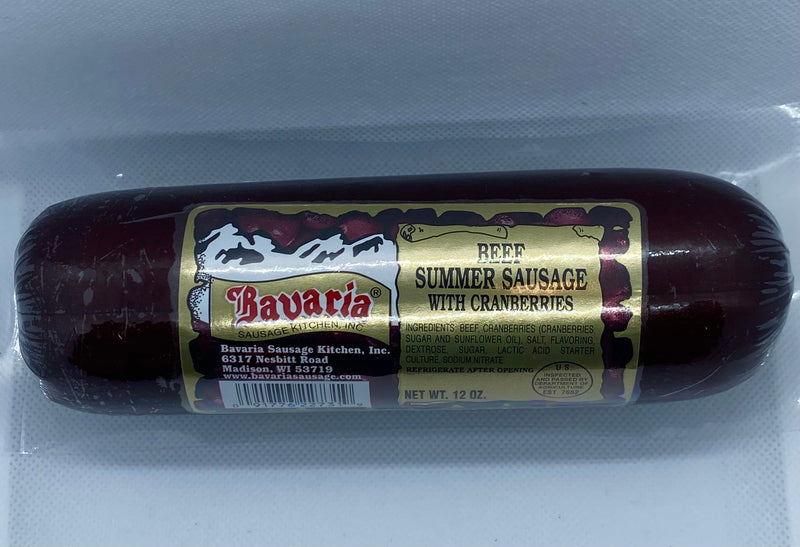 Bavaria®
SAUSAGE KITCHEN, INC.
Bavaria Sausage Kitchen, Inc.
6317 Nesbitt Road
Madison, WI 53719
www.bavariasausage.com
BEEF
SUMMER SAUSAGE
WITH CRANBERRIES
INGREDIENTS: BEEF, CRANBERRIES (CRANBERRIES
SUGAR AND SUNFLOWER OIL), SALT, FLAVORING,
DEXTROSE, SUGAR, LACTIC ACID STARTER
CULTURE, SODIUM NITRATE
REFRIGERATE AFTER OPENING
NET WT. 12 OZ.
U.S.
INSPECTED
AND PASSED BY
DEPARTMENT OF
AGRICULTURE
EST. 7652